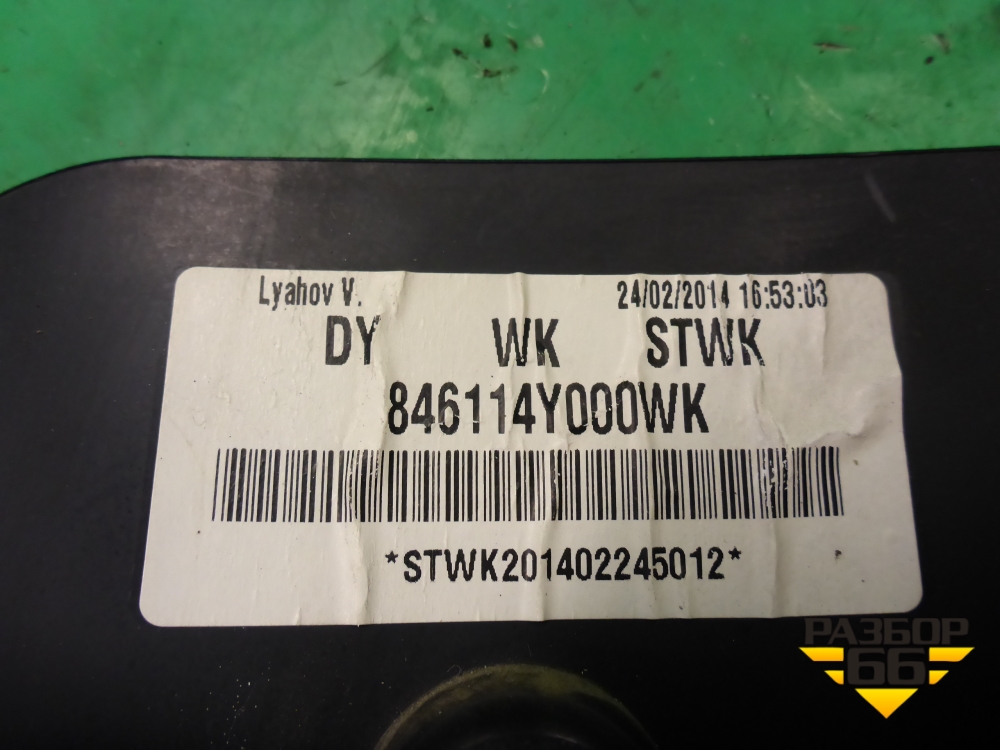 Lyahov V. 24/02/2014 16:53:03
DY WK STWK
846114Y000WK
*STWK201402245012*
РАЗБОР
66